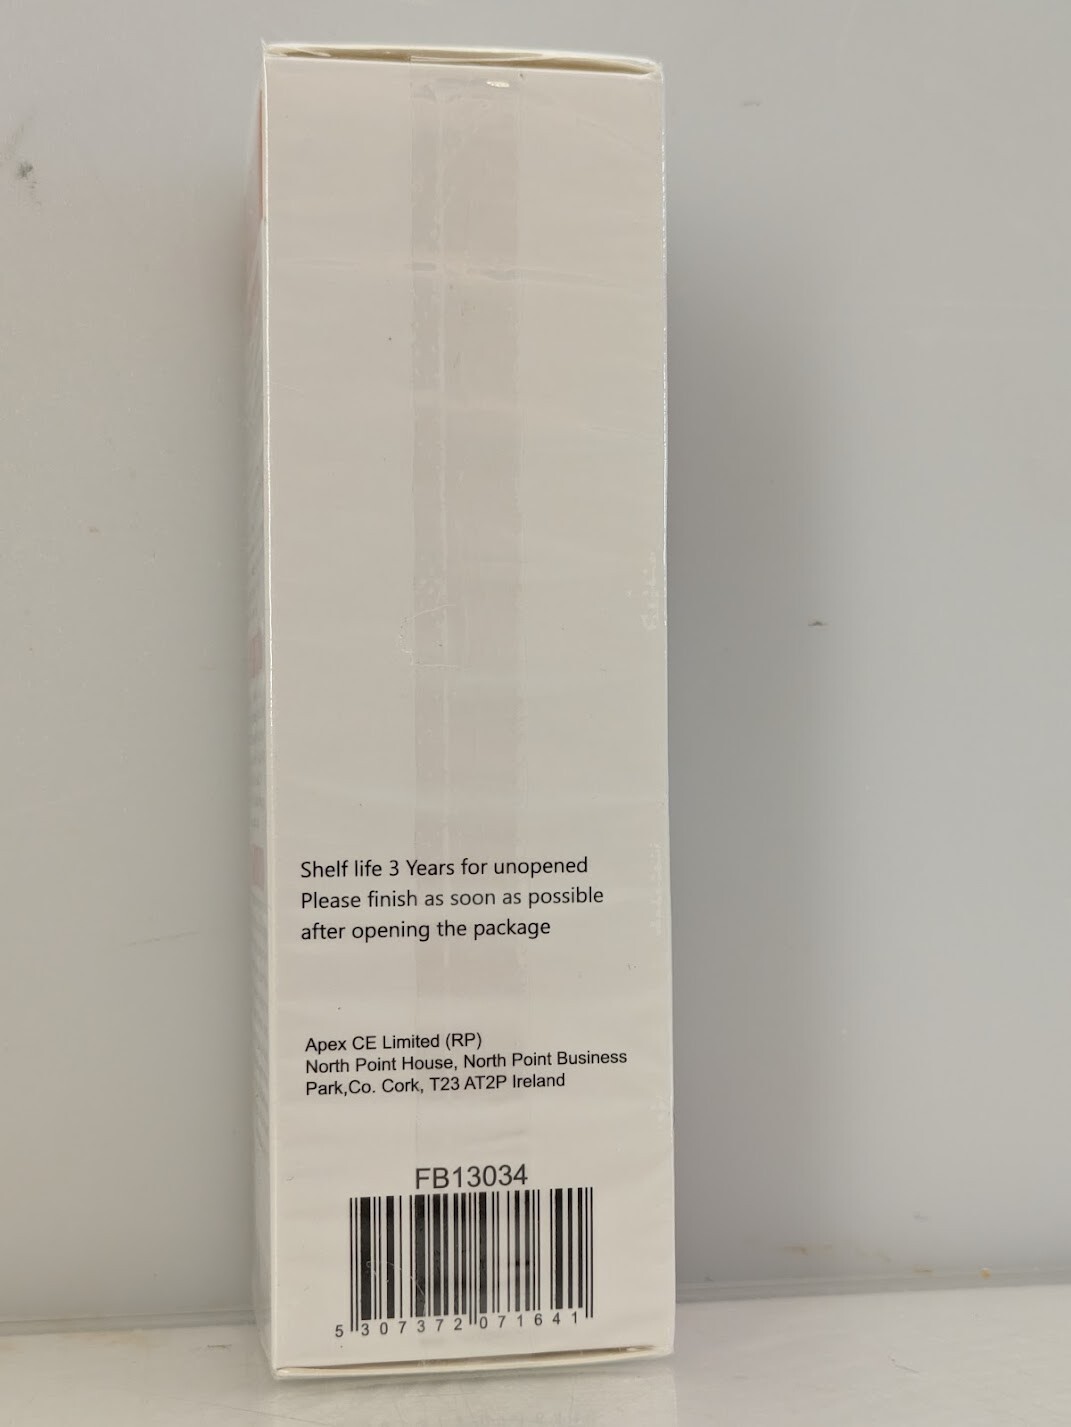 Shelf life 3 Years for unopened
Please finish as soon as possible
after opening the package
Apex CE Limited (RP)
North Point House, North Point Business
Park,Co. Cork, T23 AT2P Ireland
FB13034
5 307372 071641